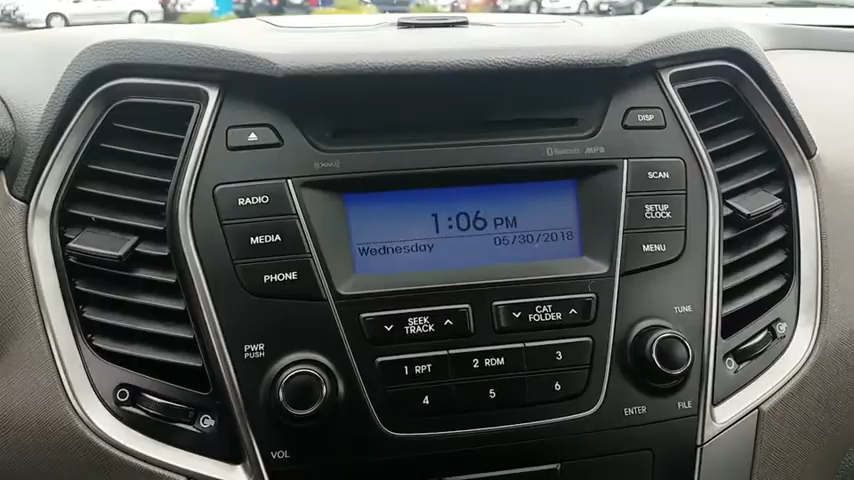 DISP
((XM))
Bluetooth MP3
RADIO
SCAN
1:06 PM
SETUP
CLOCK
MEDIA
Wednesday 05/30/2018
MENU
PHONE
SEEK
TRACK
CAT
FOLDER
TUNE
PWR
PUSH
1 RPT
2 RDM
3
4
5
6
ENTER
FILE
VOL